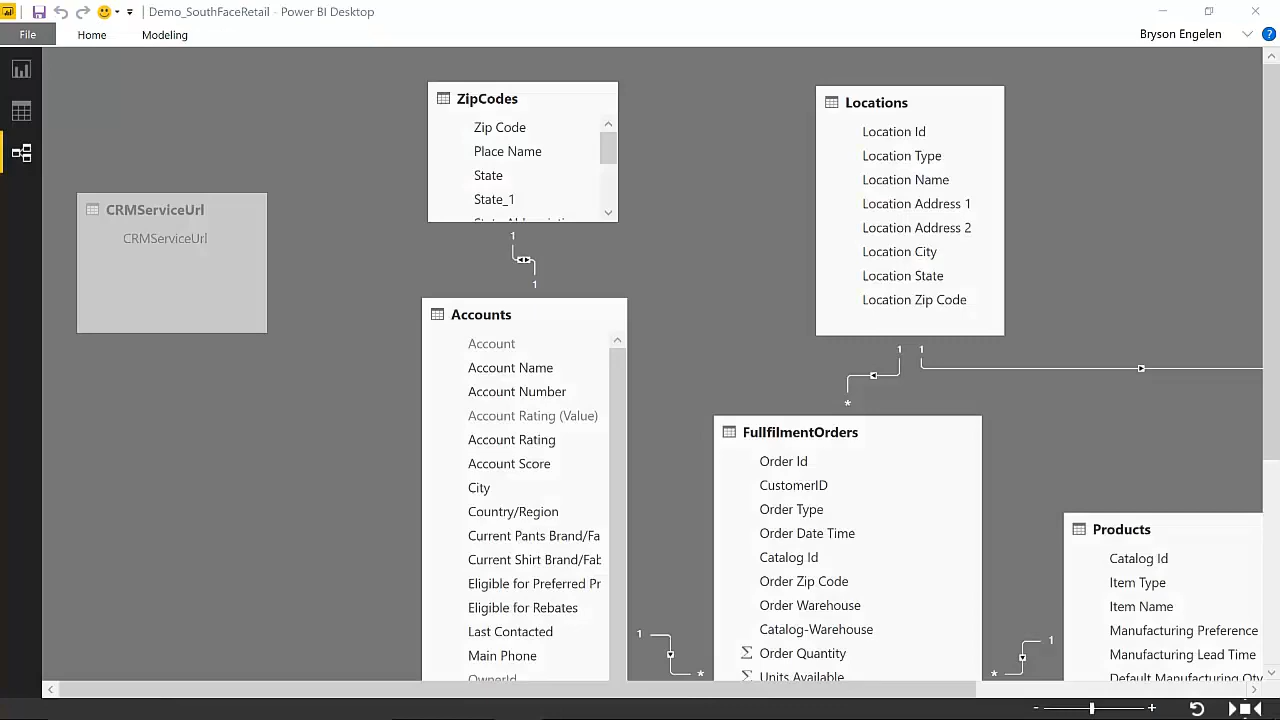 Demo_SouthFaceRetail - Power BI Desktop
File Home Modeling Bryson Engelen
CRMServiceUrl
CRMServiceUrl
ZipCodes
Zip Code
Place Name
State
State_1
1
1
Accounts
Account
Account Name
Account Number
Account Rating (Value)
Account Rating
Account Score
City
Country/Region
Current Pants Brand/Fa
Current Shirt Brand/Fab
Eligible for Preferred Pr
Eligible for Rebates
Last Contacted
Main Phone
OwnerId
1
*
Locations
Location Id
Location Type
Location Name
Location Address 1
Location Address 2
Location City
Location State
Location Zip Code
1 1
*
FullfilmentOrders
Order Id
CustomerID
Order Type
Order Date Time
Catalog Id
Order Zip Code
Order Warehouse
Catalog-Warehouse
Σ Order Quantity
Σ Units Available
1
*
Products
Catalog Id
Item Type
Item Name
Manufacturing Preference
Manufacturing Lead Time
Default Manufacturing Qty